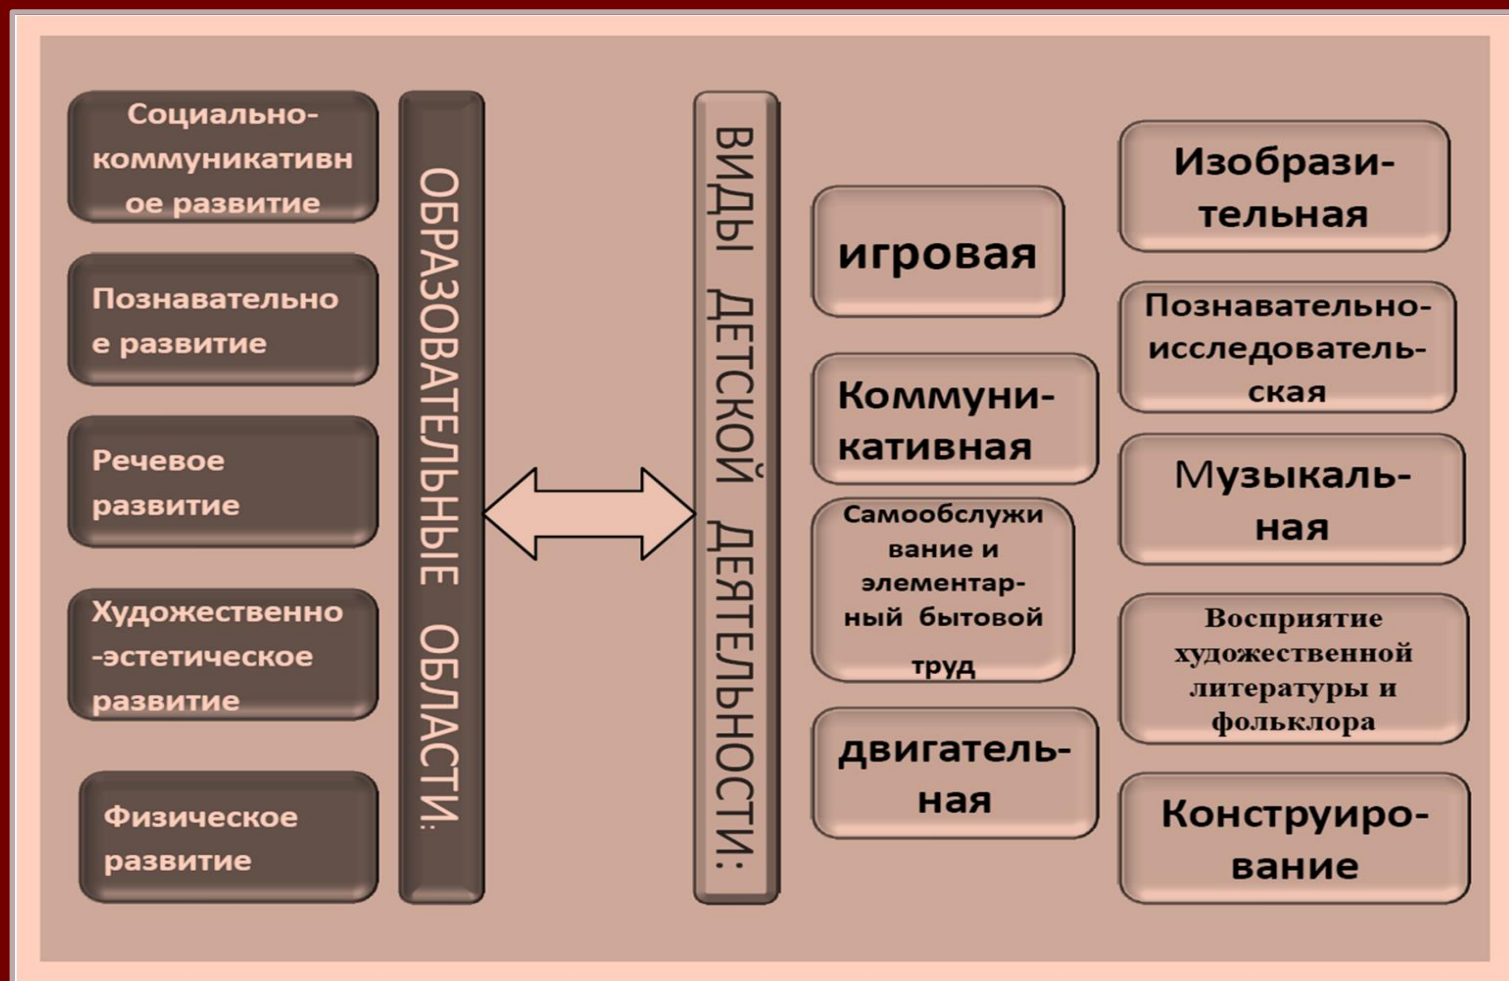 Социально-
коммуникативн
ое развитие
Познавательно
е развитие
Речевое
развитие
Художественно
-эстетическое
развитие
Физическое
развитие
ОБРАЗОВАТЕЛЬНЫЕ ОБЛАСТИ:
ВИДЫ ДЕТСКОЙ ДЕЯТЕЛЬНОСТИ:
игровая
Коммуни-
кативная
Самообслужи
вание и
элементар-
ный бытовой
труд
двигатель-
ная
Изобрази-
тельная
Познавательно-
исследователь-
ская
Музыкаль-
ная
Восприятие
художественной
литературы и
фольклора
Конструиро-
вание